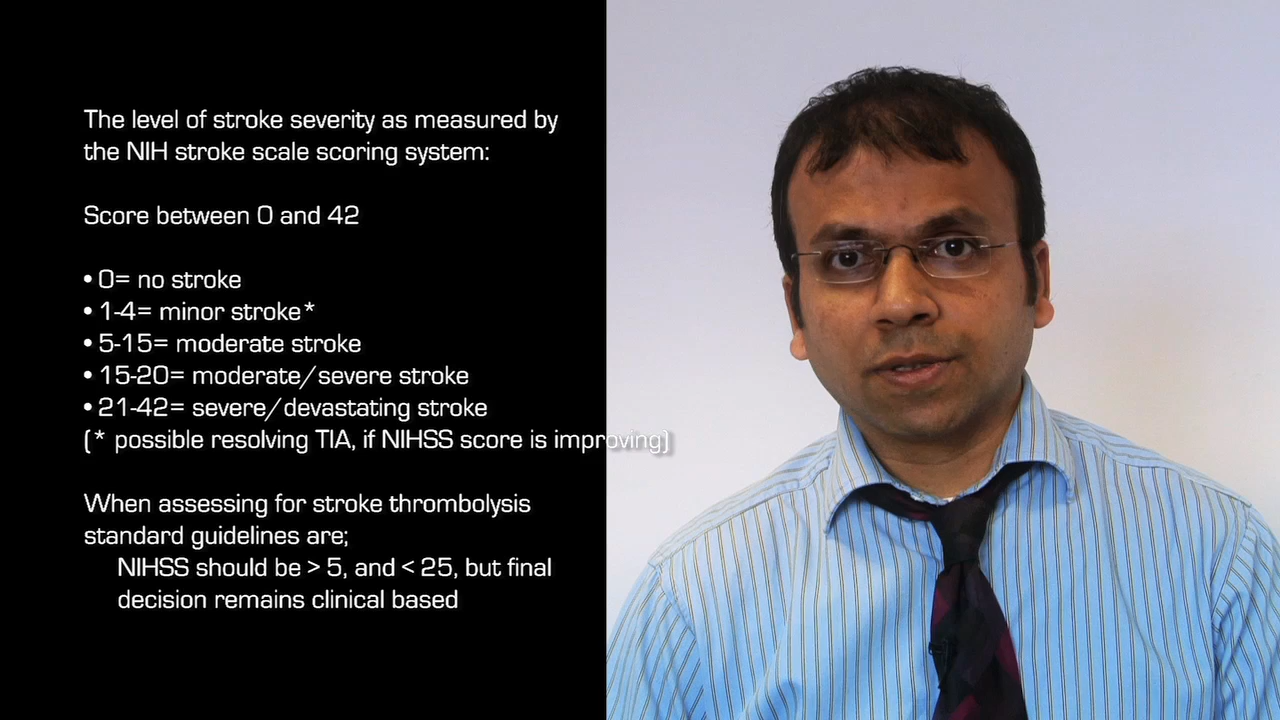 The level of stroke severity as measured by
the NIH stroke scale scoring system:
Score between 0 and 42
• 0= no stroke
• 1-4= minor stroke*
• 5-15= moderate stroke
• 15-20= moderate/severe stroke
• 21-42= severe/devastating stroke
(* possible resolving TIA, if NIHSS score is improving)
When assessing for stroke thrombolysis
standard guidelines are;
NIHSS should be > 5, and < 25, but final
decision remains clinical based